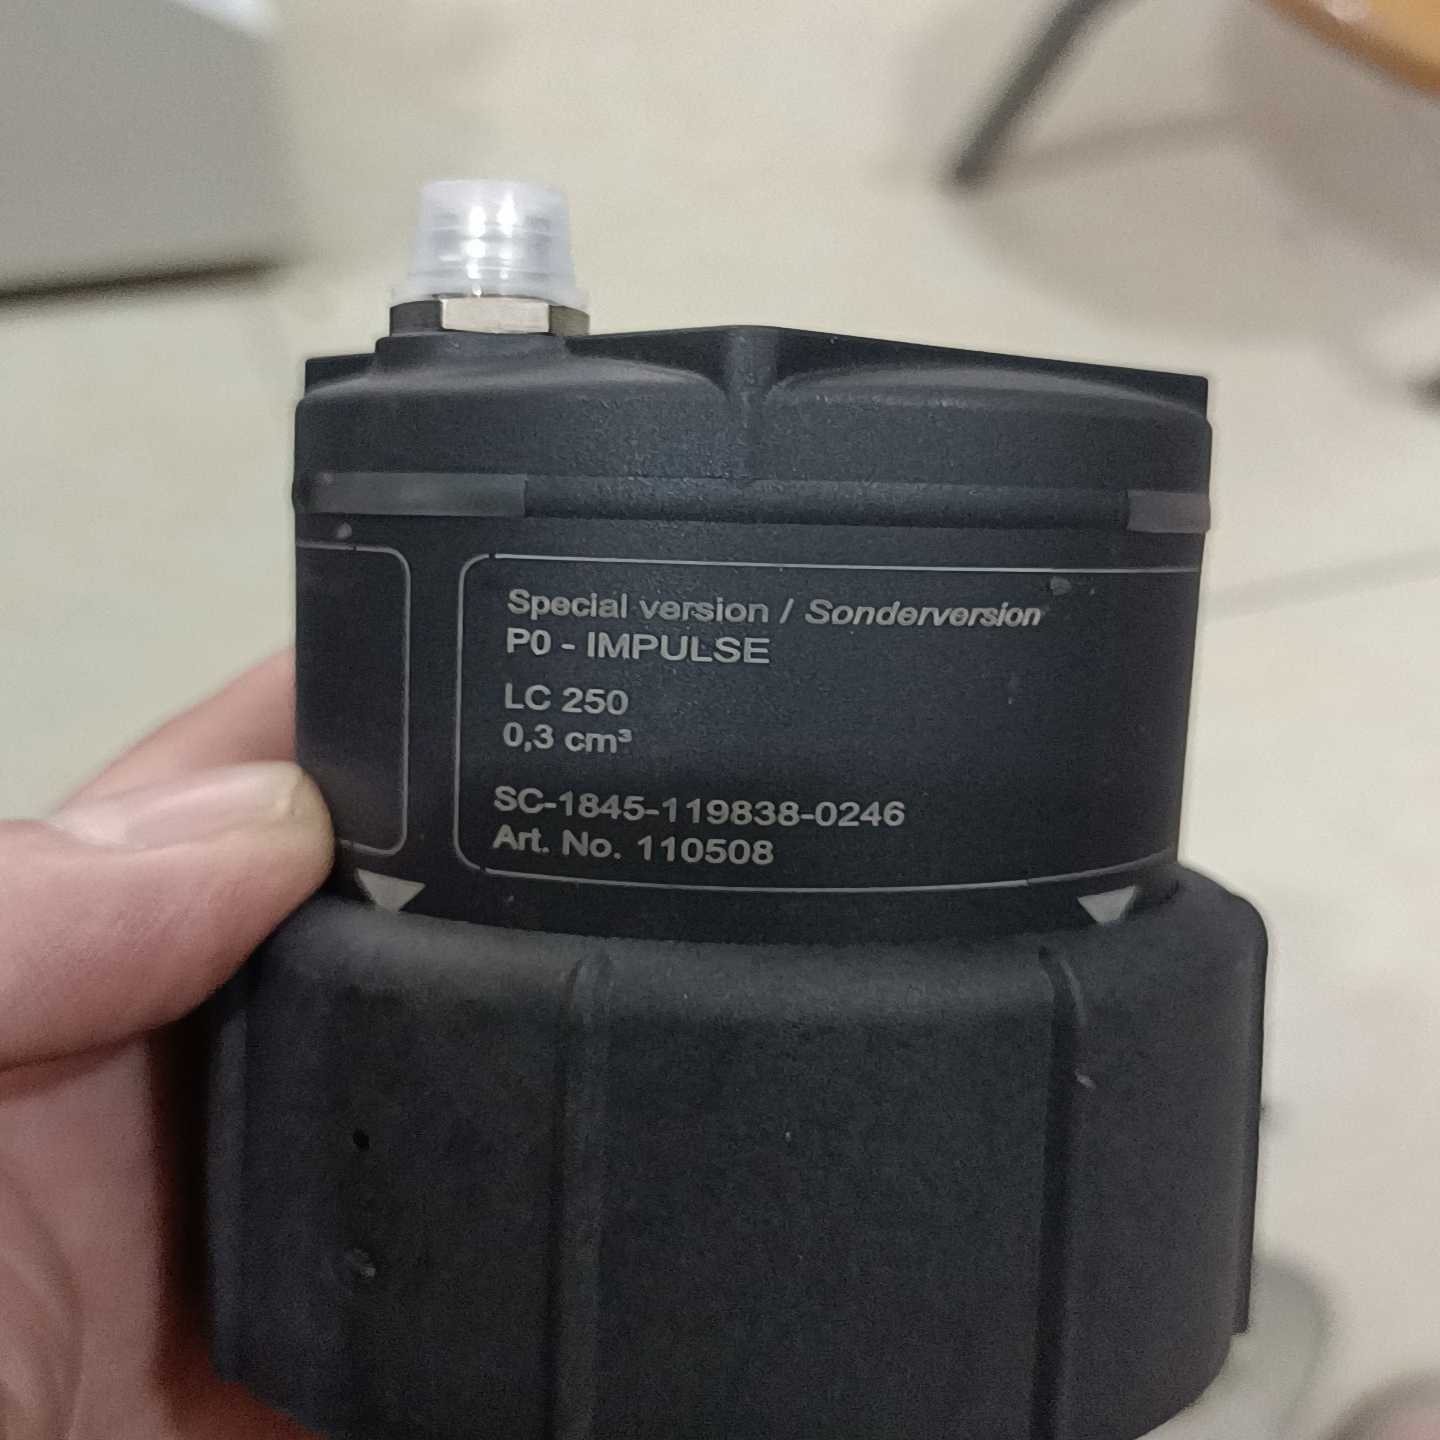 Special version / Sonderversion
P0 - IMPULSE
LC 250
0,3 cm³
SC-1845-119838-0246
Art. No. 110508